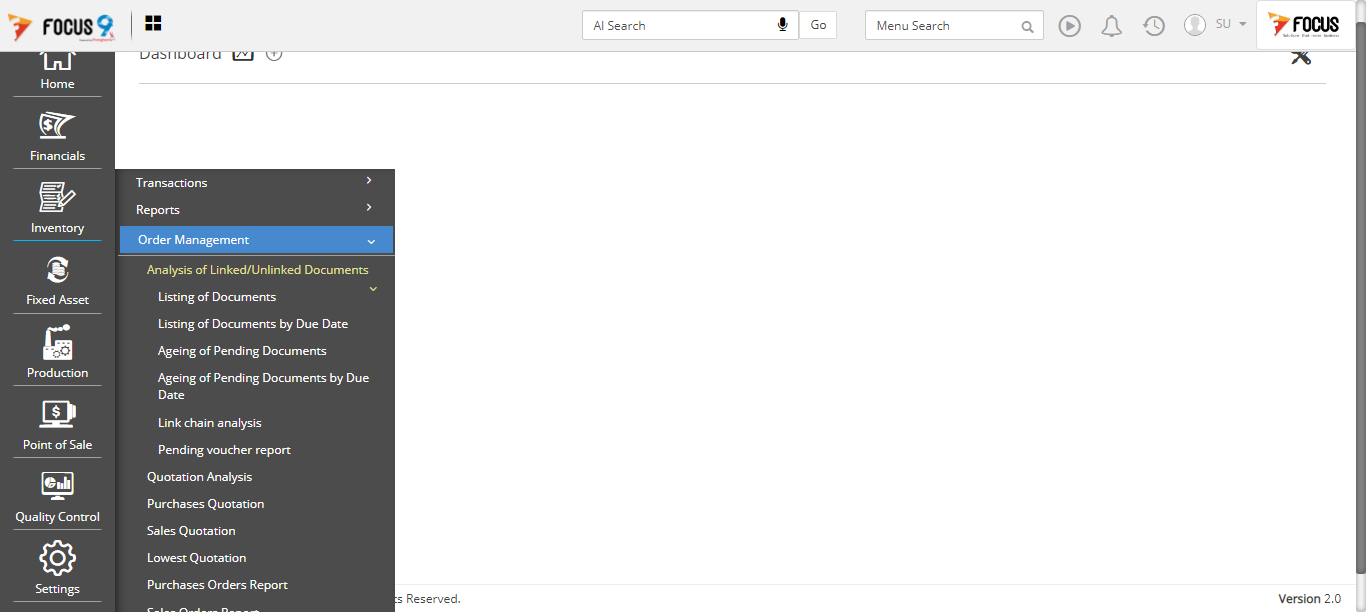 FOCUS 9
AI Search
Go
Menu Search
SU
FOCUS
Dashboard
Home
Financials
Inventory
Fixed Asset
Production
Point of Sale
Quality Control
Settings
Transactions
Reports
Order Management
Analysis of Linked/Unlinked Documents
Listing of Documents
Listing of Documents by Due Date
Ageing of Pending Documents
Ageing of Pending Documents by Due
Date
Link chain analysis
Pending voucher report
Quotation Analysis
Purchases Quotation
Sales Quotation
Lowest Quotation
Purchases Orders Report
Sales Orders Report
ts Reserved.
Version 2.0